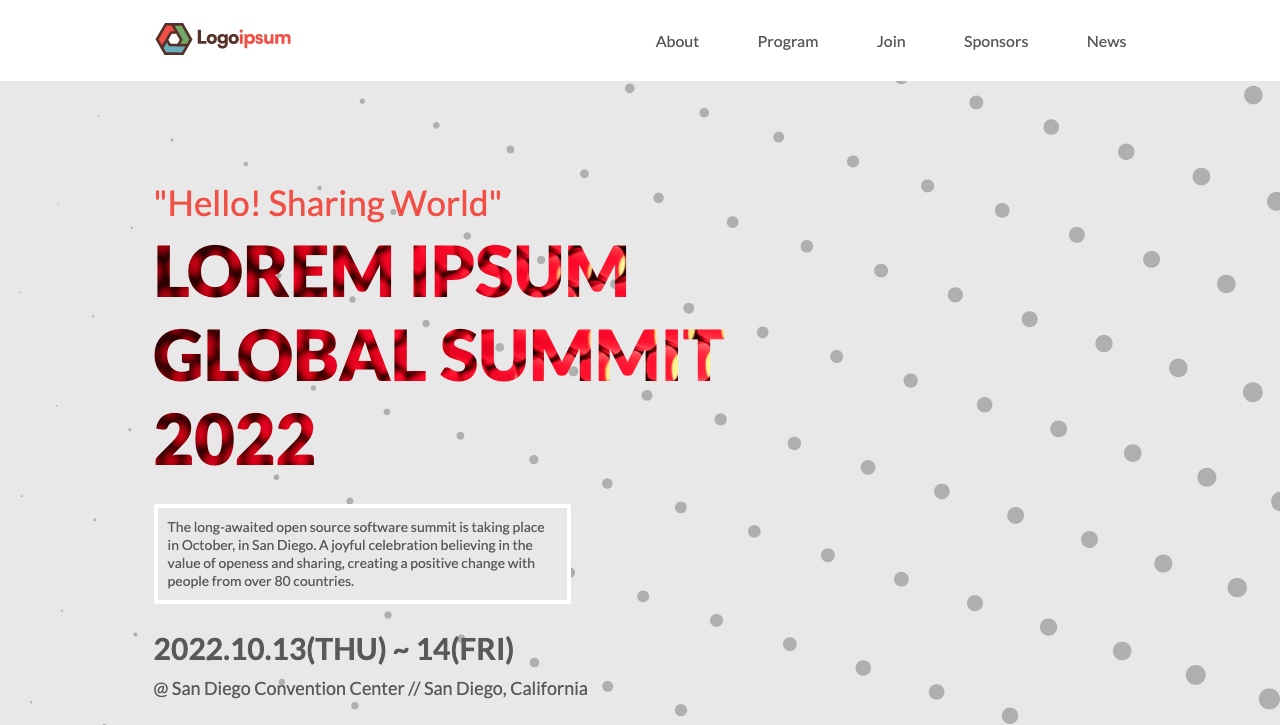 Logoipsum
About Program Join Sponsors News
"Hello! Sharing World"
LOREM IPSUM
GLOBAL SUMMIT
2022
The long-awaited open source software summit is taking place
in October, in San Diego. A joyful celebration believing in the
value of openess and sharing, creating a positive change with
people from over 80 countries.
2022.10.13(THU) ~ 14(FRI)
@ San Diego Convention Center // San Diego, California